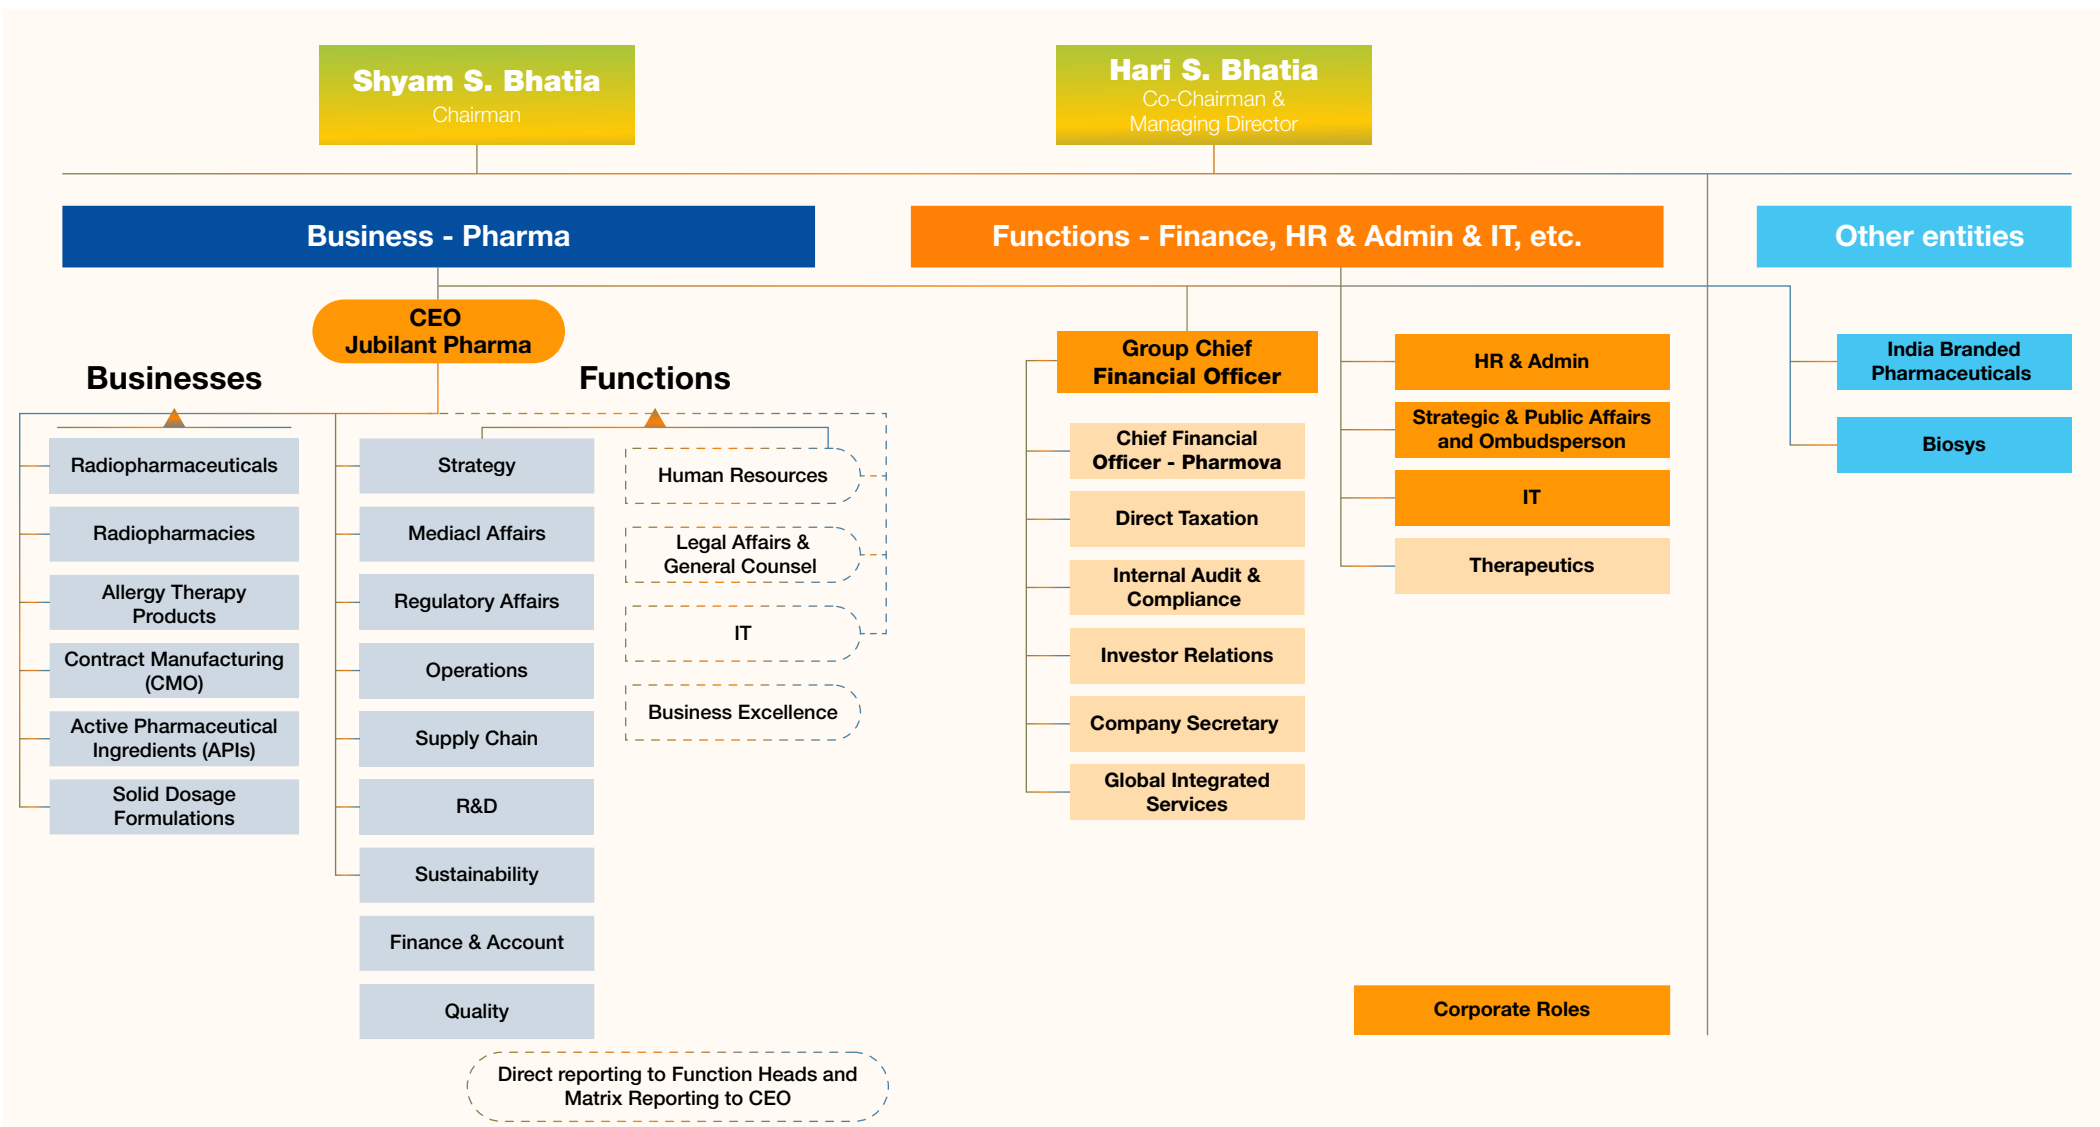 Shyam S. Bhatia
Chairman
Hari S. Bhatia
Co-Chairman &
Managing Director
Business - Pharma
Functions - Finance, HR & Admin & IT, etc.
Other entities
CEO
Jubilant Pharma
Businesses
Functions
Radiopharmaceuticals
Radiopharmacies
Allergy Therapy
Products
Contract Manufacturing
(CMO)
Active Pharmaceutical
Ingredients (APIs)
Solid Dosage
Formulations
Strategy
Mediacl Affairs
Regulatory Affairs
Operations
Supply Chain
R&D
Sustainability
Finance & Account
Quality
Human Resources
Legal Affairs &
General Counsel
IT
Business Excellence
Direct reporting to Function Heads and
Matrix Reporting to CEO
Group Chief
Financial Officer
Chief Financial
Officer - Pharmova
Direct Taxation
Internal Audit &
Compliance
Investor Relations
Company Secretary
Global Integrated
Services
HR & Admin
Strategic & Public Affairs
and Ombudsperson
IT
Therapeutics
Corporate Roles
India Branded
Pharmaceuticals
Biosys